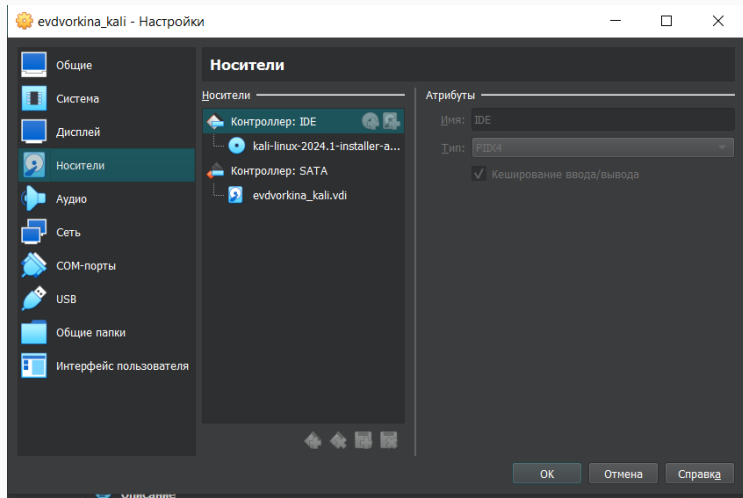 evdvorkina_kali - Настройки
Общие
Система
Дисплей
Носители
Аудио
Сеть
COM-порты
USB
Общие папки
Интерфейс пользователя
Носители
Носители
Контроллер: IDE
kali-linux-2024.1-installer-a...
Контроллер: SATA
evdvorkina_kali.vdi
Атрибуты
Имя: IDE
Тип: PIIX4
Кеширование ввода/вывода
OK
Отмена
Справка
Описание